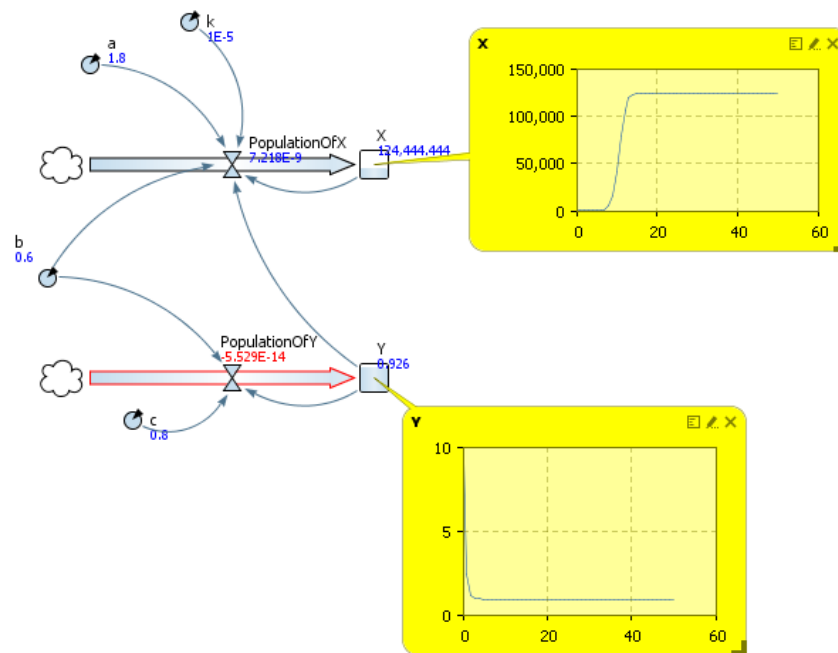 k
1E-5
a
1.8
PopulationOfX
7.218E-9
X
124,444.444
X
150,000
100,000
50,000
0
0 20 40 60
b
0.6
PopulationOfY
-5.529E-14
Y
0.926
c
0.8
Y
10
5
0
0 20 40 60